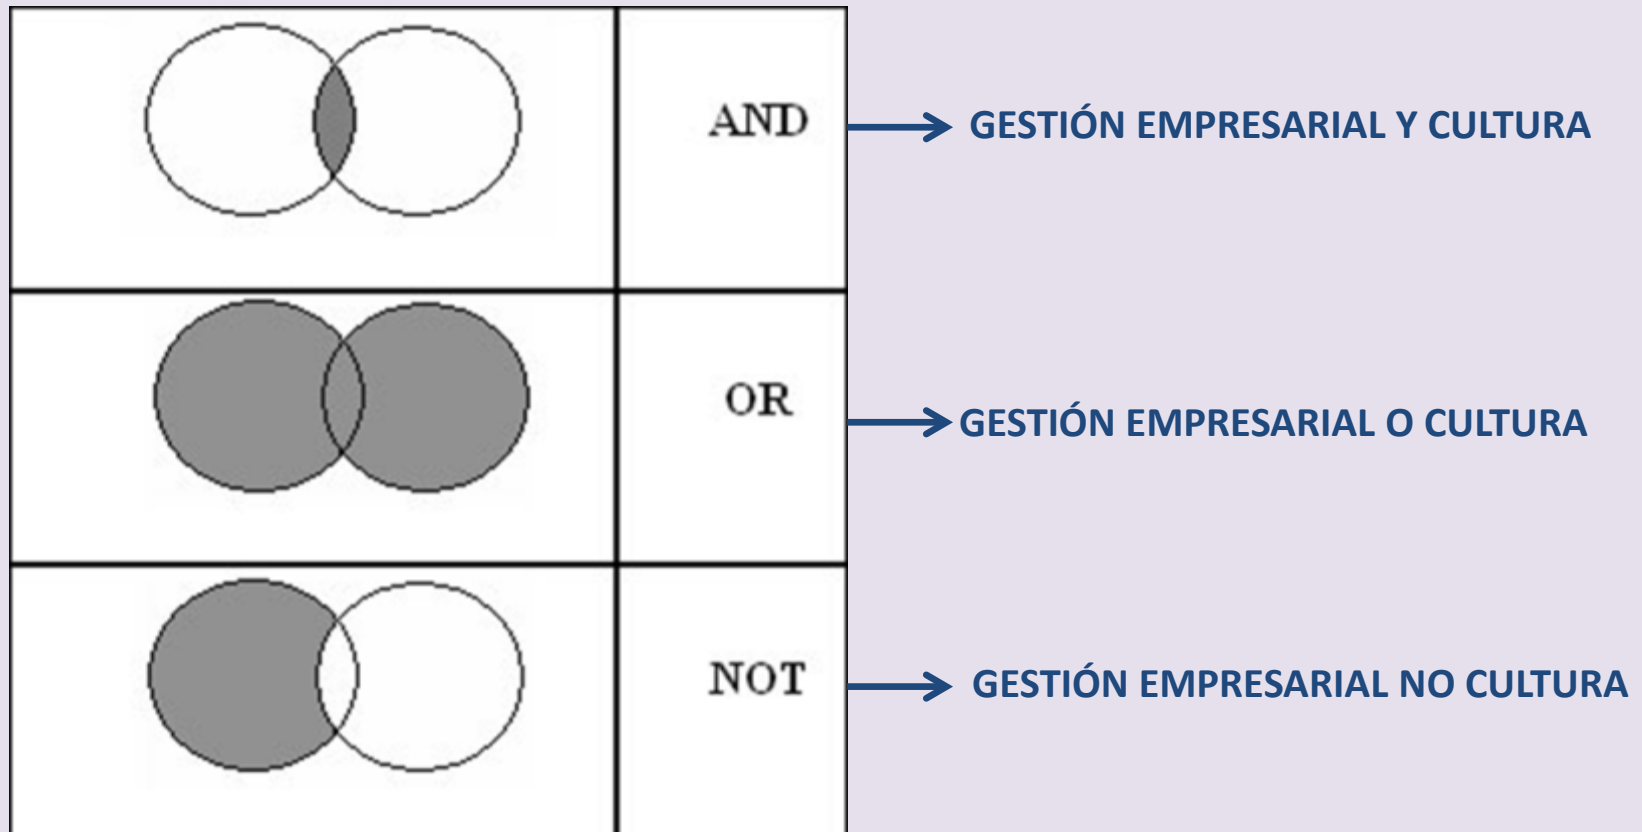 AND
GESTIÓN EMPRESARIAL Y CULTURA
OR
GESTIÓN EMPRESARIAL O CULTURA
NOT
GESTIÓN EMPRESARIAL NO CULTURA